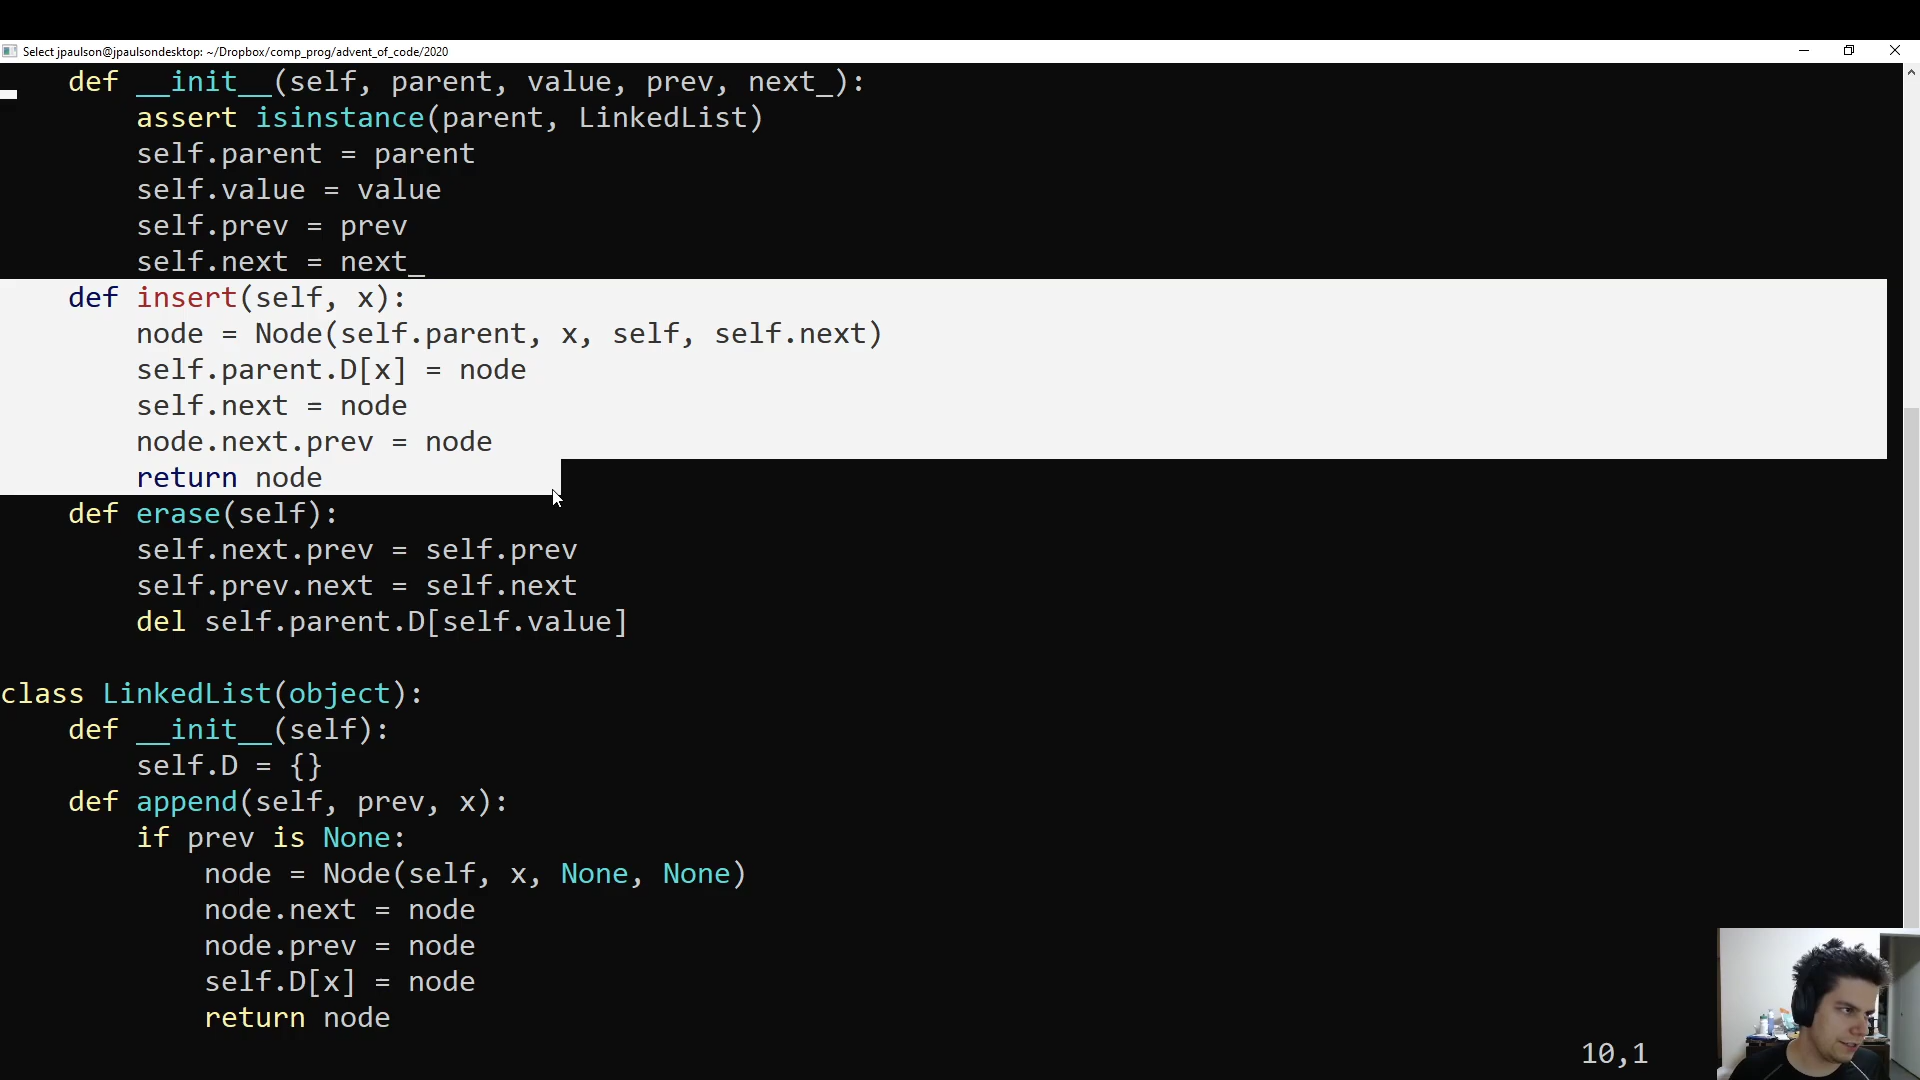 Select jpaulson@jpaulsondesktop: ~/Dropbox/comp_prog/advent_of_code/2020
    def __init__(self, parent, value, prev, next_):
        assert isinstance(parent, LinkedList)
        self.parent = parent
        self.value = value
        self.prev = prev
        self.next = next_
    def insert(self, x):
        node = Node(self.parent, x, self, self.next)
        self.parent.D[x] = node
        self.next = node
        node.next.prev = node
        return node
    def erase(self):
        self.next.prev = self.prev
        self.prev.next = self.next
        del self.parent.D[self.value]
class LinkedList(object):
    def __init__(self):
        self.D = {}
    def append(self, prev, x):
        if prev is None:
            node = Node(self, x, None, None)
            node.next = node
            node.prev = node
            self.D[x] = node
            return node
10,1